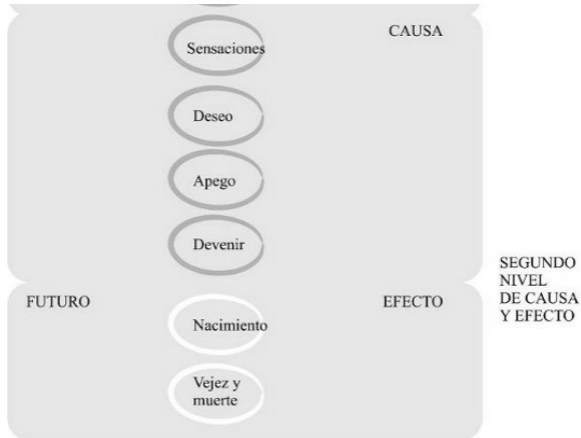 CAUSA
Sensaciones
Deseo
Apego
Devenir
SEGUNDO
NIVEL
DE CAUSA
Y EFECTO
FUTURO
EFECTO
Nacimiento
Vejez y
muerte